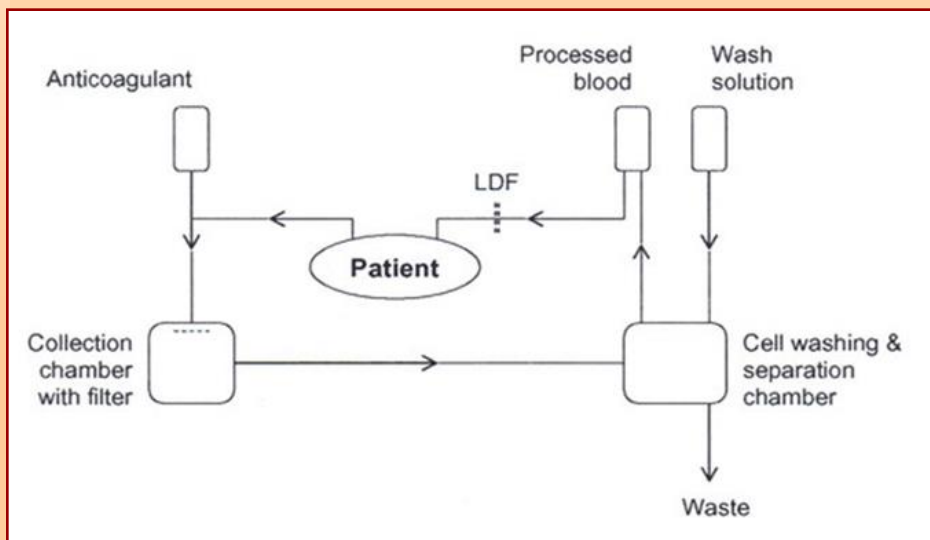 Anticoagulant
Processed
blood
Wash
solution
LDF
Patient
Collection
chamber
with filter
Cell washing &
separation
chamber
Waste